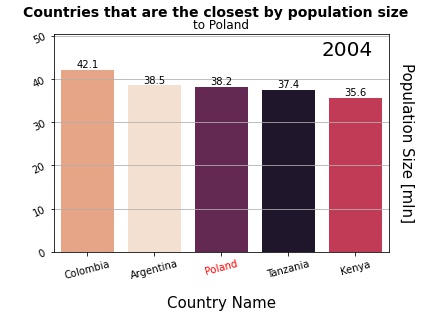 Countries that are the closest by population size
to Poland
2004
50
40
30
20
10
0
42.1
38.5
38.2
37.4
35.6
Population Size [mln]
Colombia
Argentina
Poland
Tanzania
Kenya
Country Name